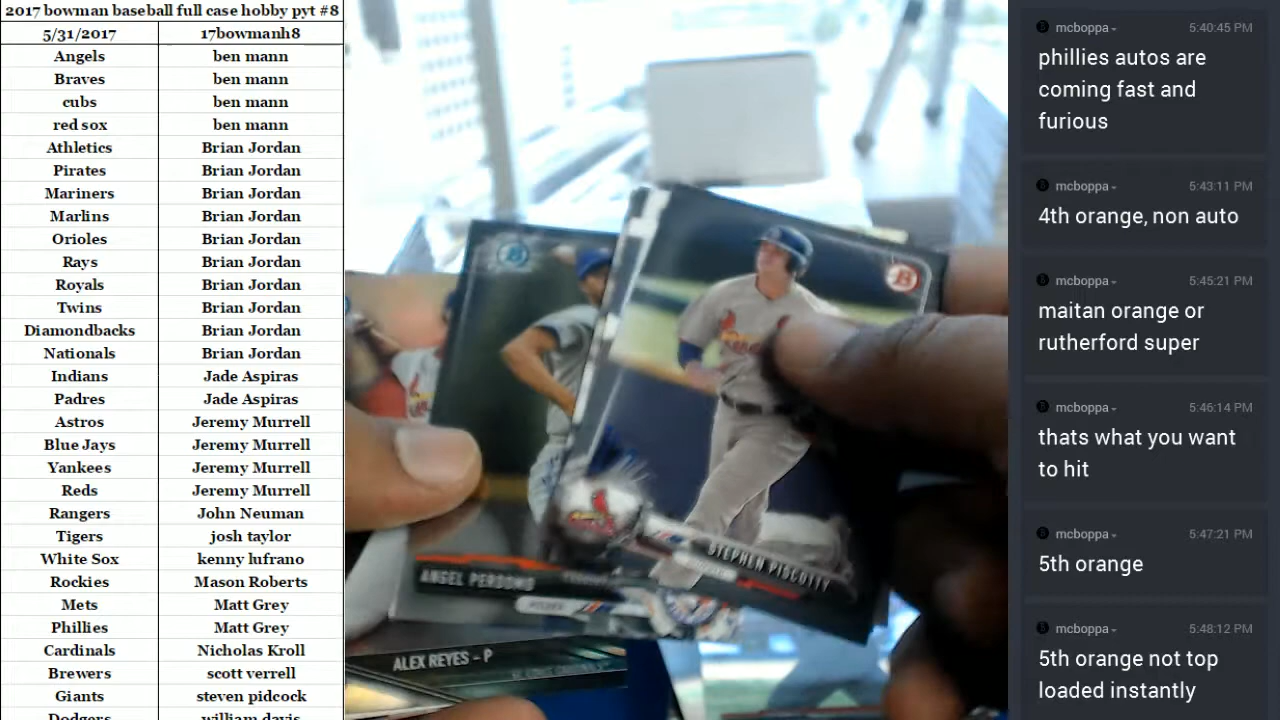 2017 bowman baseball full case hobby pyt #8
5/31/2017 17bowmanh8
Angels ben mann
Braves ben mann
cubs ben mann
red sox ben mann
Athletics Brian Jordan
Pirates Brian Jordan
Mariners Brian Jordan
Marlins Brian Jordan
Orioles Brian Jordan
Rays Brian Jordan
Royals Brian Jordan
Twins Brian Jordan
Diamondbacks Brian Jordan
Nationals Brian Jordan
Indians Jade Aspiras
Padres Jade Aspiras
Astros Jeremy Murrell
Blue Jays Jeremy Murrell
Yankees Jeremy Murrell
Reds Jeremy Murrell
Rangers John Neuman
Tigers josh taylor
White Sox kenny lufrano
Rockies Mason Roberts
Mets Matt Grey
Phillies Matt Grey
Cardinals Nicholas Kroll
Brewers scott verrell
Giants steven pidcock
Dodgers william davis
STEPHEN PISCOTTY
ANGEL PERDOMO
PITCHER
ALEX REYES - P
mcboppa 5:40:45 PM
phillies autos are
coming fast and
furious
mcboppa 5:43:11 PM
4th orange, non auto
mcboppa 5:45:21 PM
maitan orange or
rutherford super
mcboppa 5:46:14 PM
thats what you want
to hit
mcboppa 5:47:21 PM
5th orange
mcboppa 5:48:12 PM
5th orange not top
loaded instantly